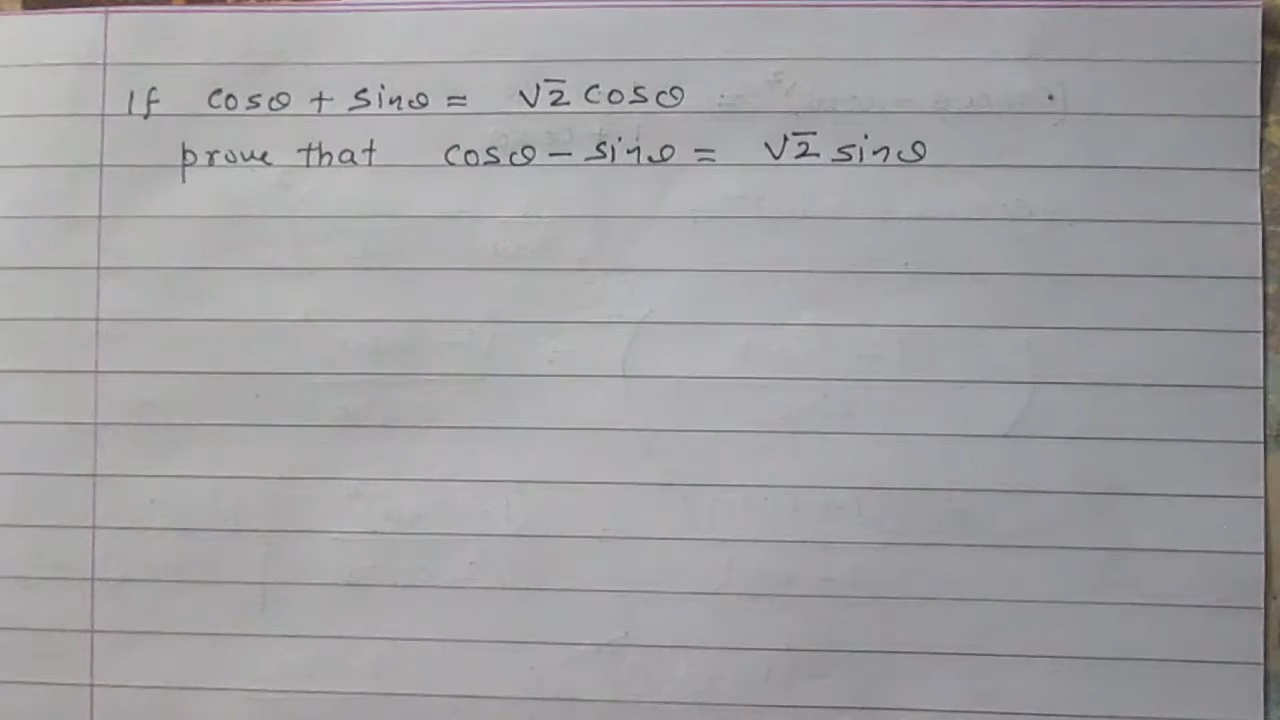 If cosθ + sinθ = √2 cosθ
prove that cosθ - sinθ = √2 sinθ